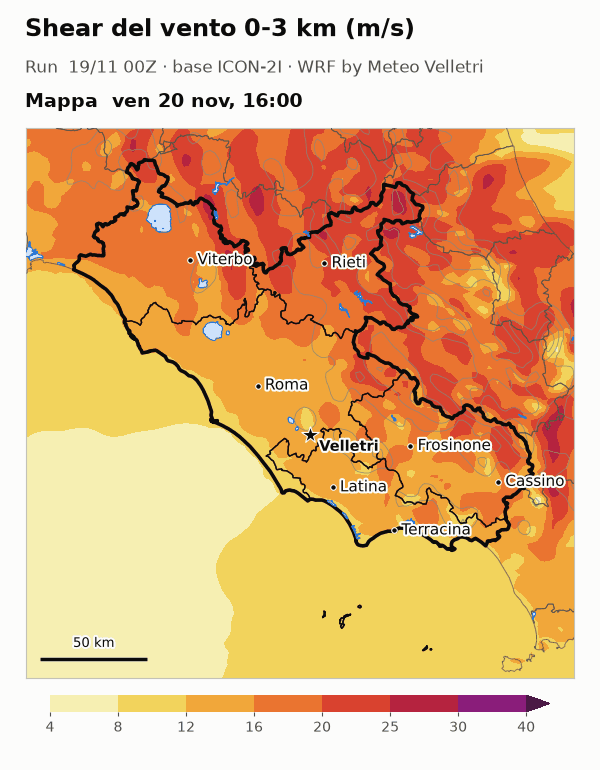 Shear del vento 0-3 km (m/s)
Run  19/11 00Z · base ICON-2I · WRF by Meteo Velletri
Mappa  ven 20 nov, 16:00
Viterbo
Rieti
Roma
Velletri
Frosinone
Cassino
Latina
Terracina
50 km
4 8 12 16 20 25 30 40